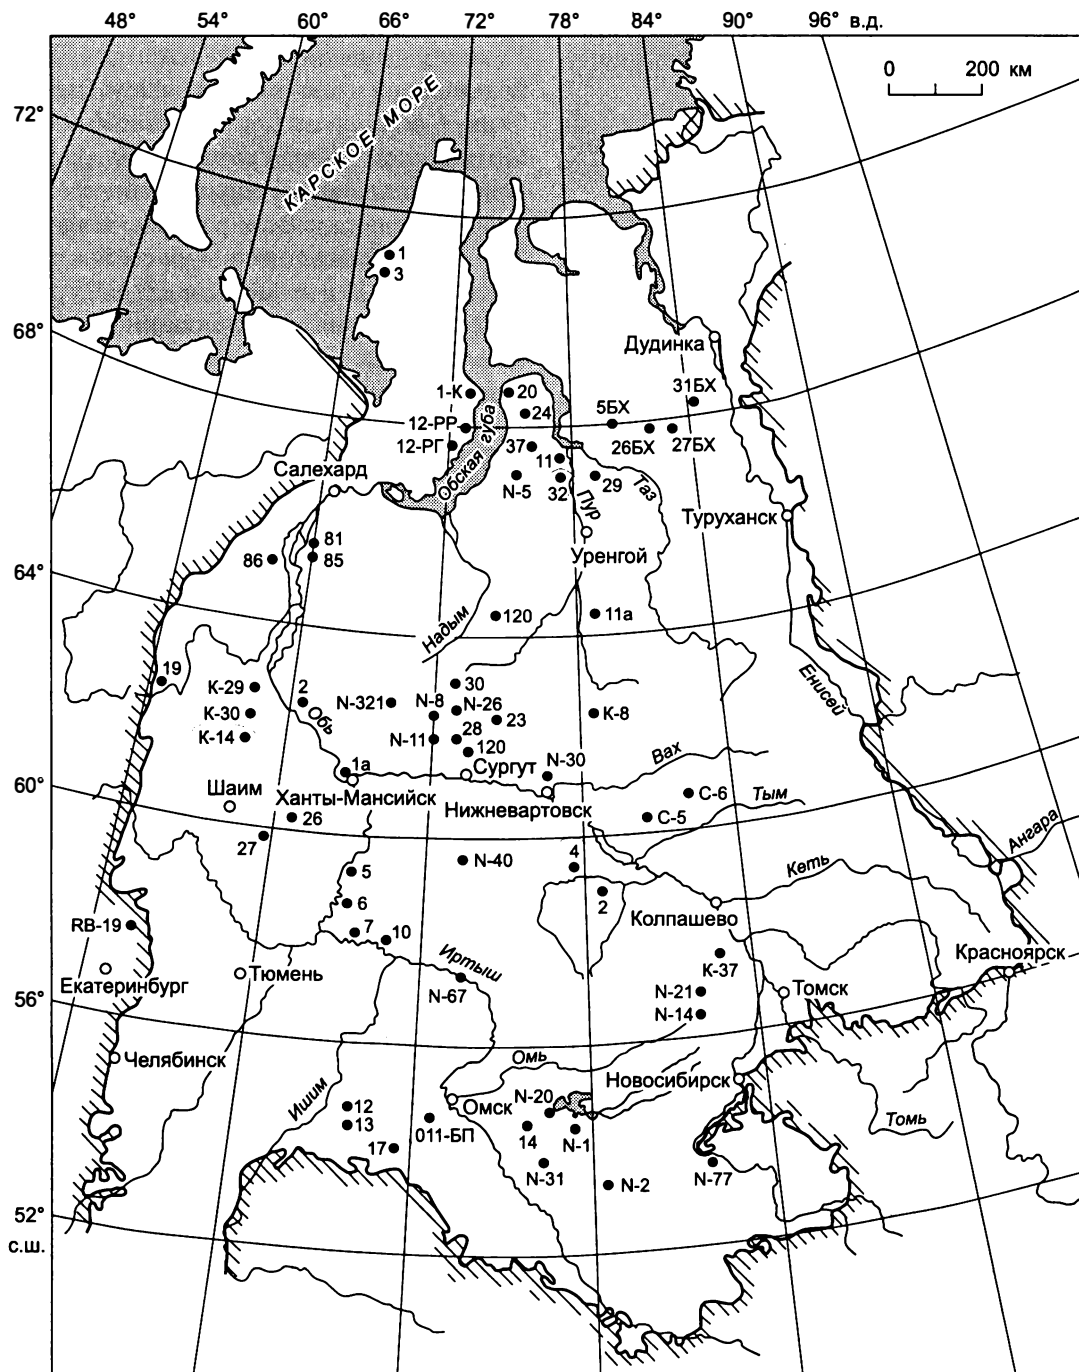 48° 54° 60° 66° 72° 78° 84° 90° 96° в.д.
0 200 км
72°
КАРСКОЕ МОРЕ
1
3
68°
Дудинка
31БХ
1-К
20
5БХ
24
12-РР
26БХ
27БХ
12-РГ
37
11
Обская губа
Салехард
N-5
32
29
Таз
Пур
Туруханск
81
86
85
Уренгой
64°
120
11а
Надым
19
К-29
2
N-321
30
N-8
N-26
Енисей
К-30
Обь
23
К-8
К-14
N-11
28
120
1а
Сургут
N-30
Вах
60°
Шаим
Ханты-Мансийск
Нижневартовск
С-6
Тым
26
С-5
27
Ангара
N-40
4
Кеть
5
6
2
Колпашево
RB-19
7
10
К-37
Красноярск
Екатеринбург
Тюмень
Иртыш
N-67
N-21
Томск
56°
N-14
Челябинск
Омь
Новосибирск
Ишим
12
Омск
N-20
13
011-БП
14
N-1
Томь
17
N-31
N-77
N-2
52°
с.ш.